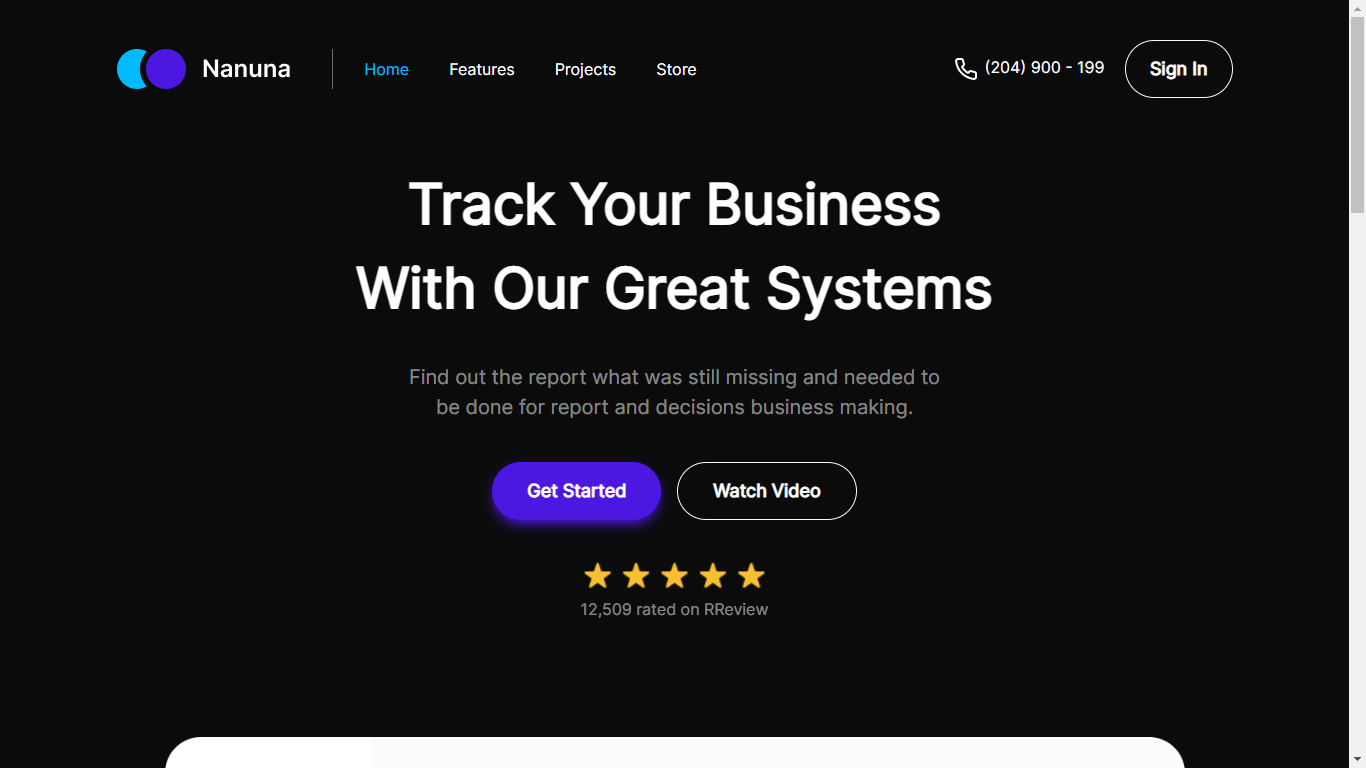 Nanuna
Home Features Projects Store
(204) 900 - 199
Sign In
Track Your Business
With Our Great Systems
Find out the report what was still missing and needed to
be done for report and decisions business making.
Get Started
Watch Video
12,509 rated on RReview